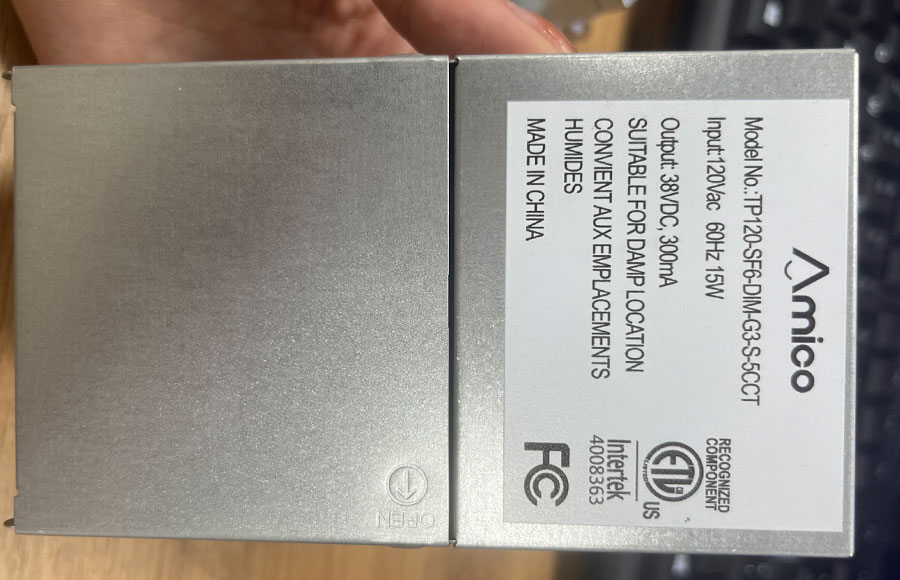 Amico
Model No.:TP120-SF6-DIM-G3-S-5CCT
Input:120Vac 60Hz 15W
Output: 38VDC, 300mA
SUITABLE FOR DAMP LOCATION
CONVIENT AUX EMPLACEMENTS
HUMIDES
MADE IN CHINA
RECOGNIZED
COMPONENT
ETL
US
Intertek
4008363
FC
OPEN